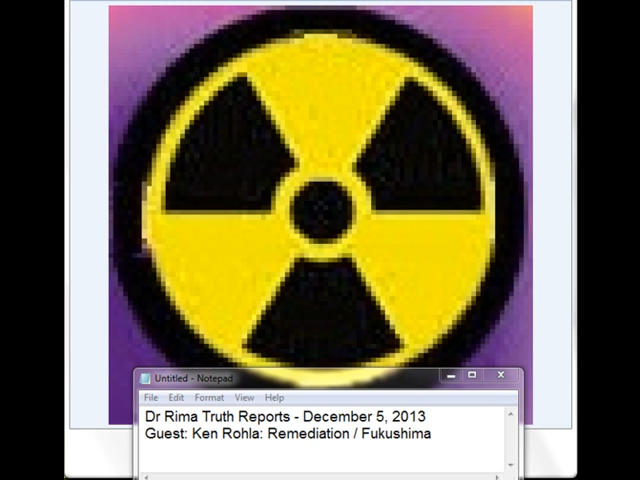 Untitled - Notepad
File Edit Format View Help
Dr Rima Truth Reports - December 5, 2013
Guest: Ken Rohla: Remediation / Fukushima